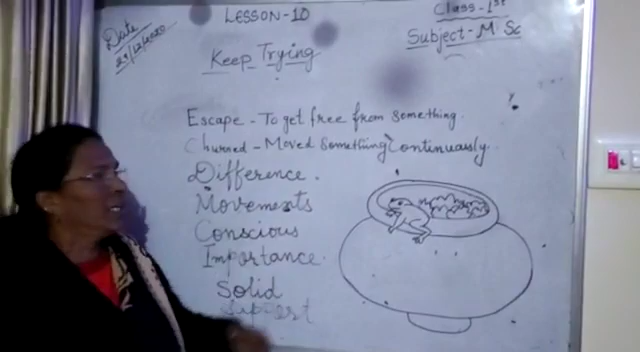 LESSON-10
Class-1st
Date
Subject-M Sc
Keep Trying
Escape - To get free from something.
Churned - Moved something continuously.
Difference.
Movements
Conscious
Importance.
Solid